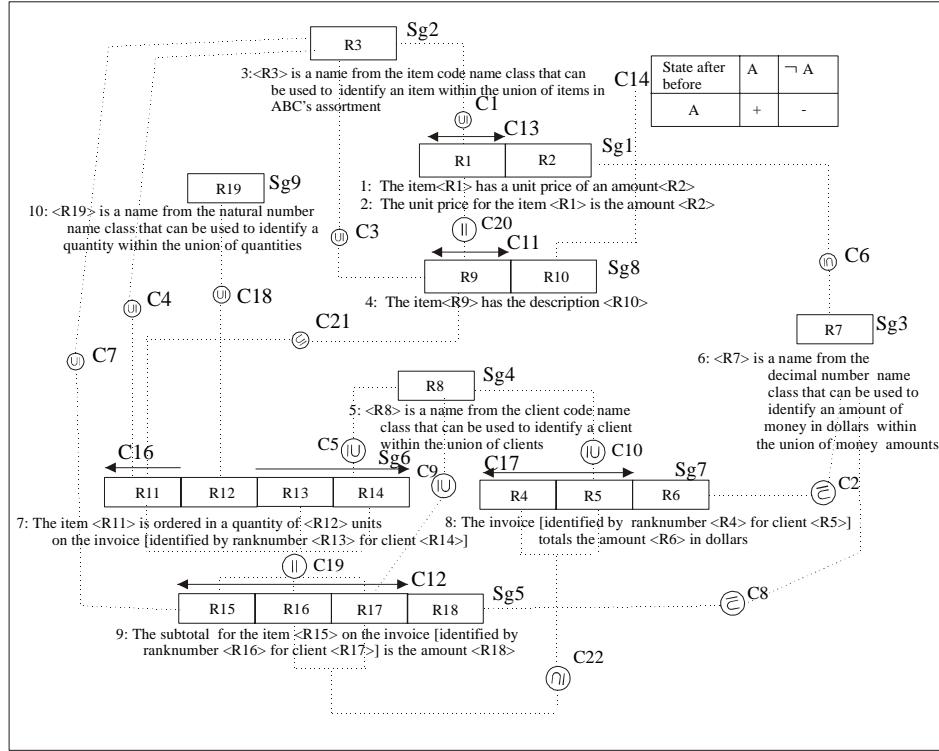 R3 Sg2
3:<R3> is a name from the item code name class that can
be used to identify an item within the union of items in
ABC's assortment
C14
State after
before
A
¬ A
A
+
-
C1
C13
R1 R2 Sg1
1: The item<R1> has a unit price of an amount<R2>
2: The unit price for the item <R1> is the amount <R2>
R19 Sg9
10: <R19> is a name from the natural number
name class that can be used to identify a
quantity within the union of quantities
C3
C20
C11
R9 R10 Sg8
4: The item<R9> has the description <R10>
C6
C4
C18
C21
C7
R7 Sg3
6: <R7> is a name from the
decimal number name
class that can be used to
identify an amount of
money in dollars within
the union of money amounts
R8 Sg4
5: <R8> is a name from the client code name
class that can be used to identify a client
within the union of clients
C5
C10
C16
Sg6
C9
R11 R12 R13 R14
7: The item <R11> is ordered in a quantity of <R12> units
on the invoice [identified by ranknumber <R13> for client <R14>]
C17
Sg7
R4 R5 R6
C2
8: The invoice [identified by ranknumber <R4> for client <R5>]
totals the amount <R6> in dollars
C19
C12
R15 R16 R17 R18 Sg5
C8
9: The subtotal for the item <R15> on the invoice [identified by
ranknumber <R16> for client <R17>] is the amount <R18>
C22